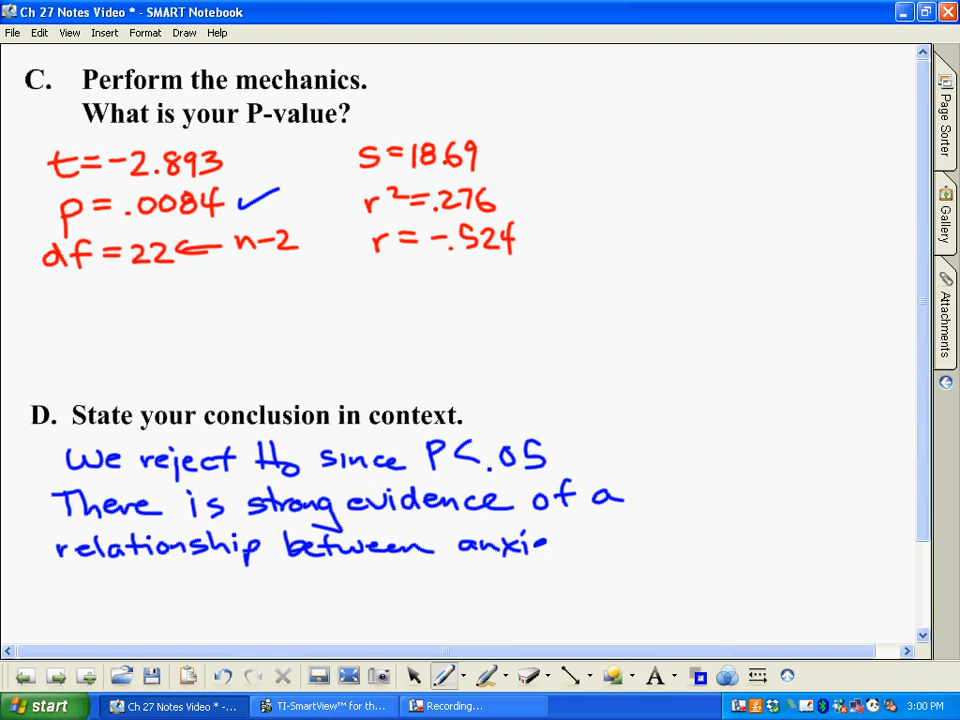 Ch 27 Notes Video * - SMART Notebook
File Edit View Insert Format Draw Help
C. Perform the mechanics.
What is your P-value?
t = -2.893 s = 18.69
p = .0084 ✓ r² = .276
df = 22 ← n-2 r = -.524
D. State your conclusion in context.
We reject H₀ since P < .05
There is strong evidence of a
relationship between anxi
Page Sorter
Gallery
Attachments
start Ch 27 Notes Video * -... TI-SmartView™ for th... Recording... 3:00 PM